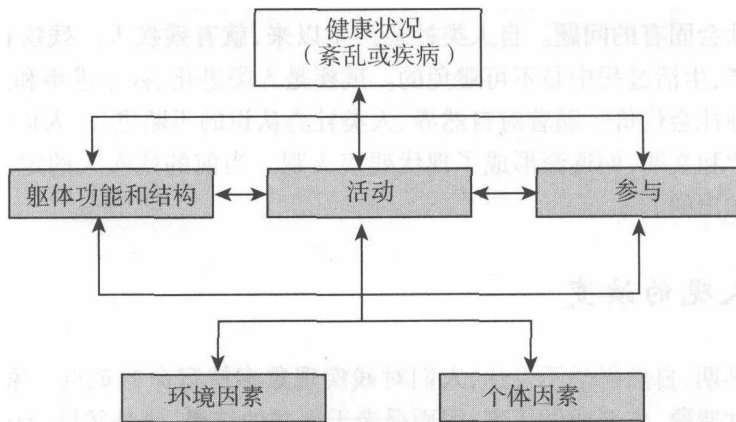 健康状况
（紊乱或疾病）
躯体功能和结构
活动
参与
环境因素
个体因素